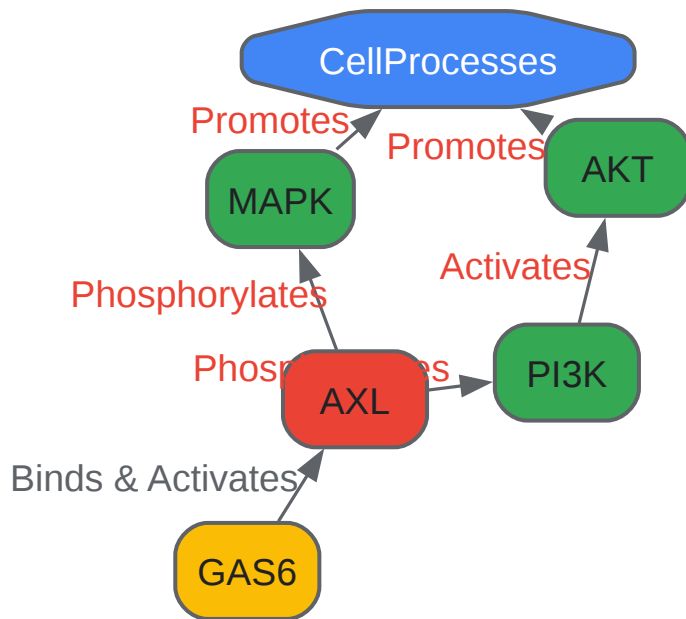 CellProcesses
Promotes
Promotes
MAPK
AKT
Activates
Phosphorylates
PI3K
AXL
Binds & Activates
GAS6